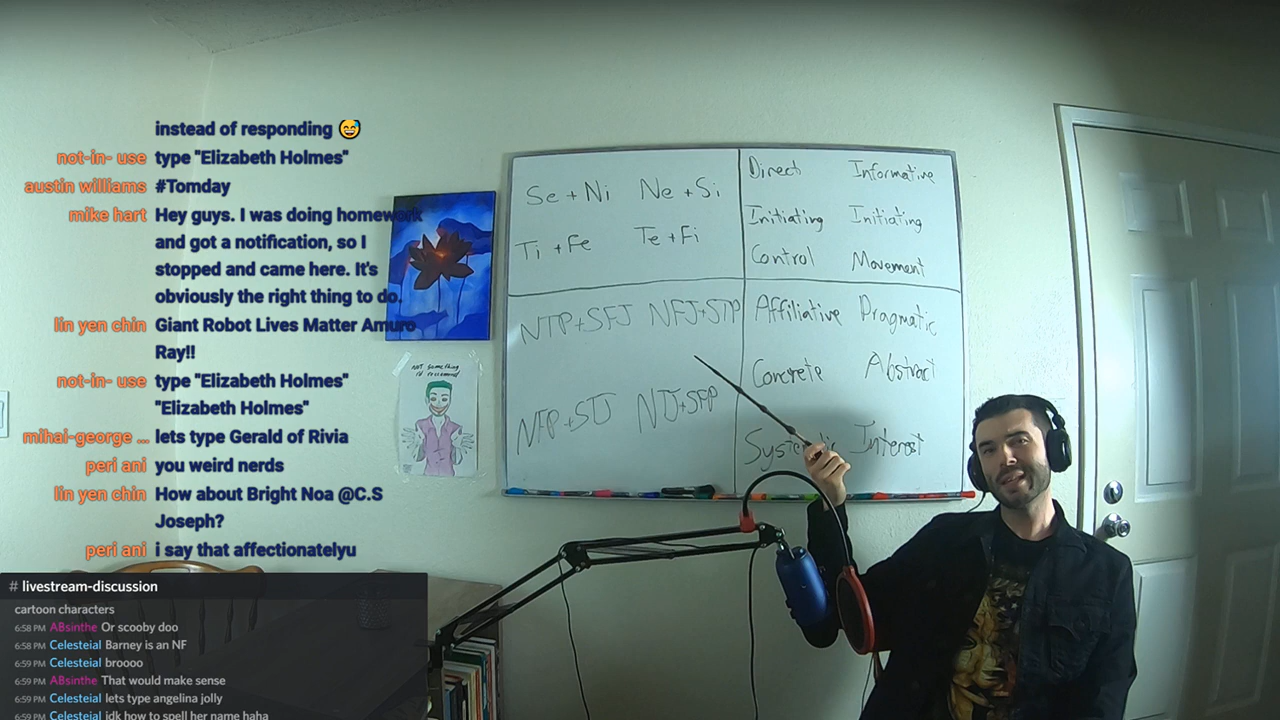 instead of responding 😅
not-in- use type "Elizabeth Holmes"
austin williams #Tomday
mike hart Hey guys. I was doing homework
and got a notification, so I
stopped and came here. It's
obviously the right thing to do.
lin yen chin Giant Robot Lives Matter Amuro
Ray!!
not-in- use type "Elizabeth Holmes"
"Elizabeth Holmes"
mihai-george ... lets type Gerald of Rivia
peri ani you weird nerds
lin yen chin How about Bright Noa @C.S
Joseph?
peri ani i say that affectionatelyu
# livestream-discussion
cartoon characters
6:58 PM ABsinthe Or scooby doo
6:58 PM Celesteial Barney is an NF
6:59 PM Celesteial broooo
6:59 PM ABsinthe That would make sense
6:59 PM Celesteial lets type angelina jolly
6:59 PM Celesteial idk how to spell her name haha
NOT something
I'd recommend
Se + Ni Ne + Si
Ti + Fe Te + Fi
NTP + SFJ NFJ + STP
NFP + STJ NTJ + SFP
Direct Informative
Initiating Initiating
Control Movement
Affiliative Pragmatic
Concrete Abstract
Interest